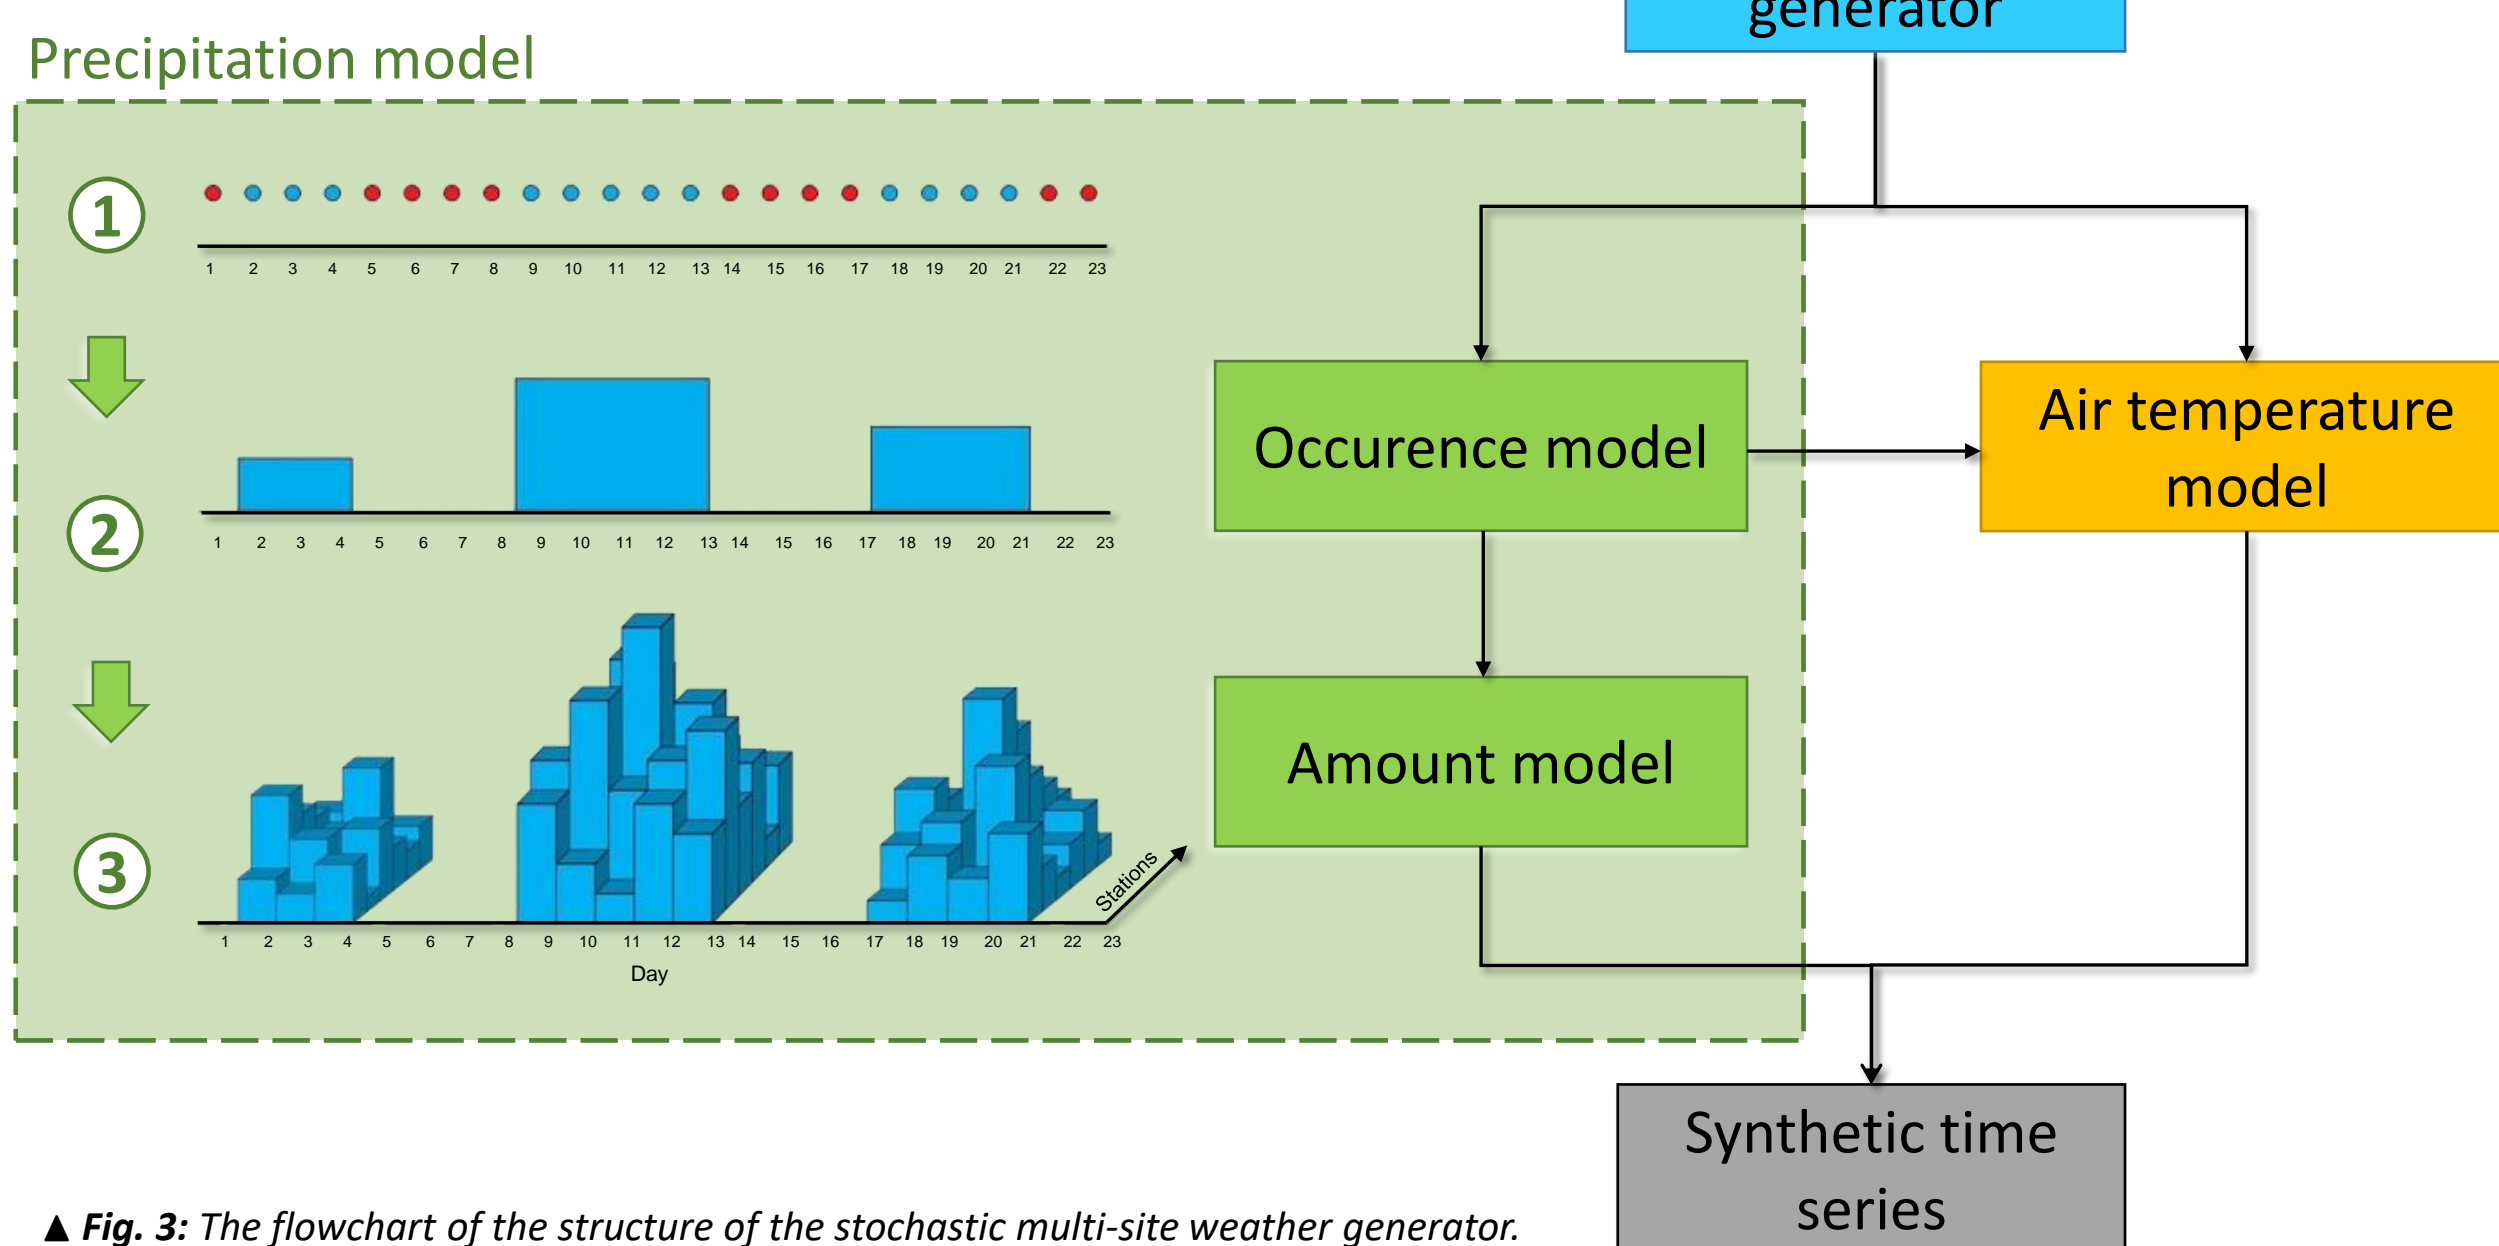 generator
Precipitation model
1
1 2 3 4 5 6 7 8 9 10 11 12 13 14 15 16 17 18 19 20 21 22 23
Occurence model
Air temperature
model
2
1 2 3 4 5 6 7 8 9 10 11 12 13 14 15 16 17 18 19 20 21 22 23
Amount model
3
Stations
1 2 3 4 5 6 7 8 9 10 11 12 13 14 15 16 17 18 19 20 21 22 23
Day
Synthetic time
series
▲ Fig. 3: The flowchart of the structure of the stochastic multi-site weather generator.